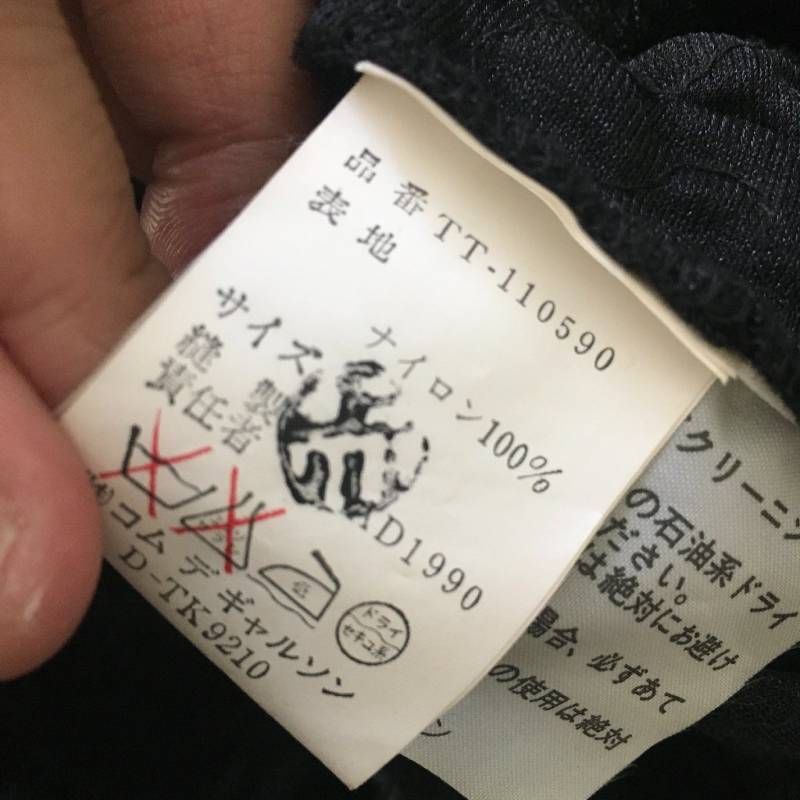 品番 TT-110590
表地
ナイロン100%
サイズ
縫製
責任者
AD1990
低
ドライ
セキユ系
㈱コム デ ギャルソン
D-TK9210
クリーニン
の石油系ドライ
ださい。
は絶対にお避け
場合、必ずあて
の使用は絶対
ン